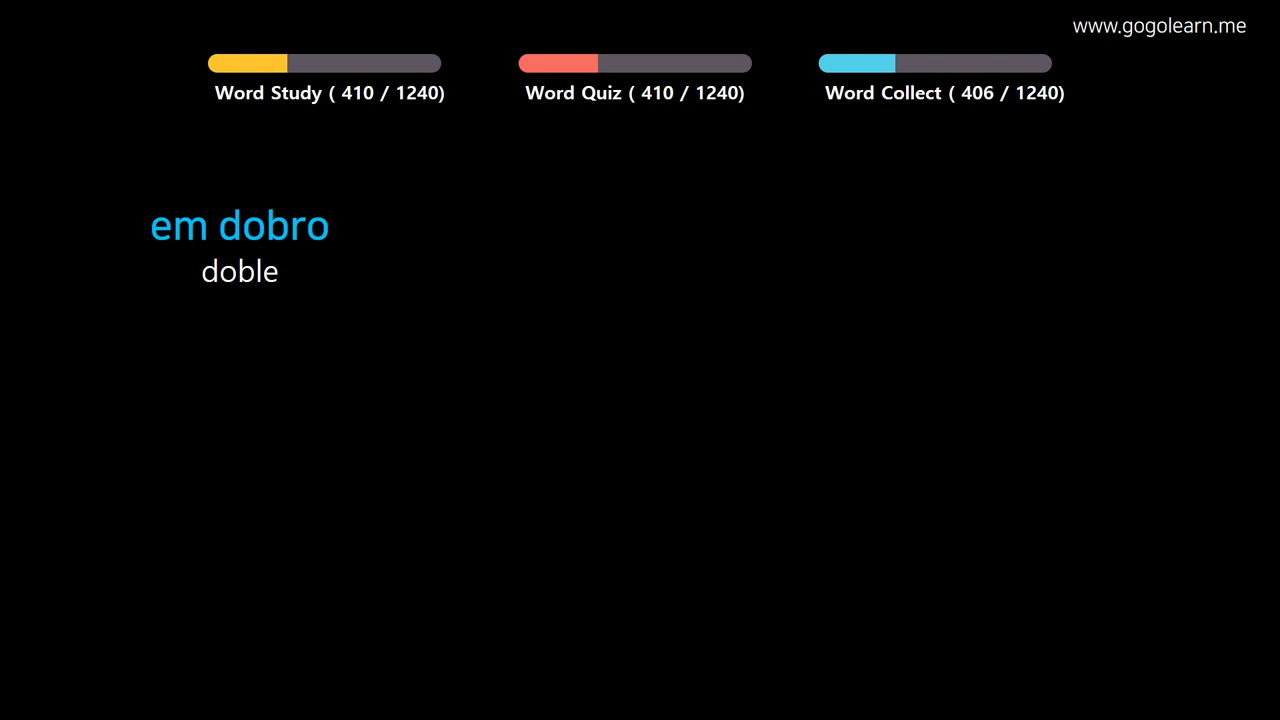 www.gogolearn.me
Word Study ( 410 / 1240)
Word Quiz ( 410 / 1240)
Word Collect ( 406 / 1240)
em dobro
doble